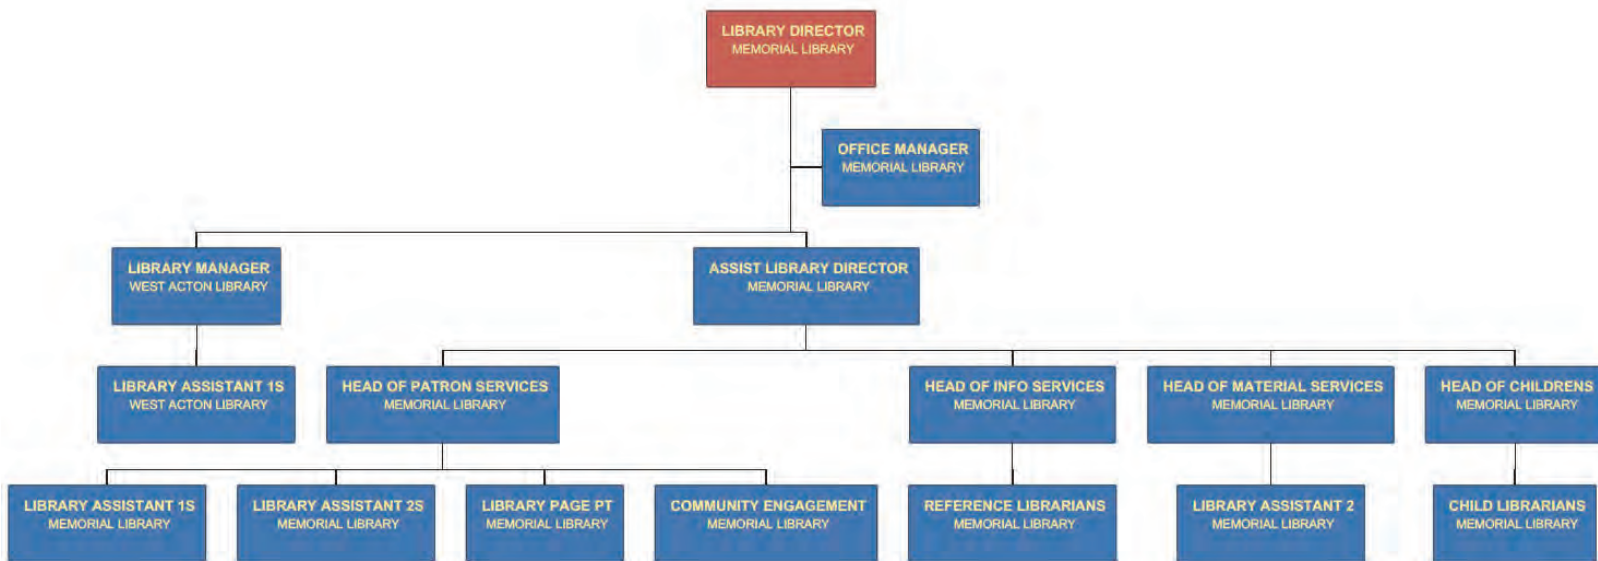 LIBRARY DIRECTOR
MEMORIAL LIBRARY
OFFICE MANAGER
MEMORIAL LIBRARY
LIBRARY MANAGER
WEST ACTON LIBRARY
ASSIST LIBRARY DIRECTOR
MEMORIAL LIBRARY
LIBRARY ASSISTANT 1S
WEST ACTON LIBRARY
HEAD OF PATRON SERVICES
MEMORIAL LIBRARY
HEAD OF INFO SERVICES
MEMORIAL LIBRARY
HEAD OF MATERIAL SERVICES
MEMORIAL LIBRARY
HEAD OF CHILDRENS
MEMORIAL LIBRARY
LIBRARY ASSISTANT 1S
MEMORIAL LIBRARY
LIBRARY ASSISTANT 2S
MEMORIAL LIBRARY
LIBRARY PAGE PT
MEMORIAL LIBRARY
COMMUNITY ENGAGEMENT
MEMORIAL LIBRARY
REFERENCE LIBRARIANS
MEMORIAL LIBRARY
LIBRARY ASSISTANT 2
MEMORIAL LIBRARY
CHILD LIBRARIANS
MEMORIAL LIBRARY